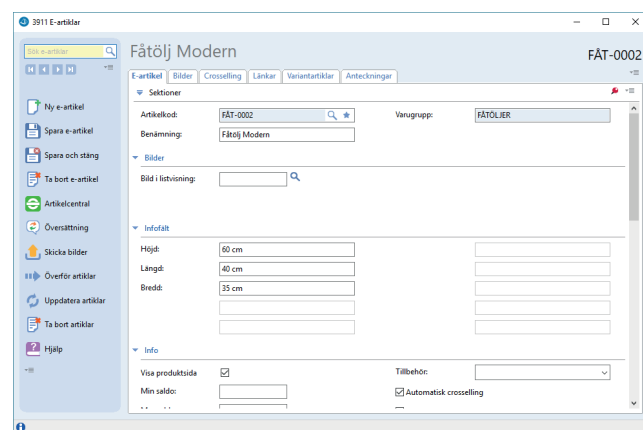 3911 E-artiklar
Sök e-artiklar
Ny e-artikel
Spara e-artikel
Spara och stäng
Ta bort e-artikel
Artikelcentral
Översättning
Skicka bilder
Överför artiklar
Uppdatera artiklar
Ta bort artiklar
Hjälp
Fåtölj Modern
FÅT-0002
E-artikel Bilder Crosselling Länkar Variantartiklar Anteckningar
Sektioner
Artikelkod: FÅT-0002 Varugrupp: FÅTÖLJER
Benämning: Fåtölj Modern
Bilder
Bild i listvisning:
Infofält
Höjd: 60 cm
Längd: 40 cm
Bredd: 35 cm
Info
Visa produktsida Tillbehör:
Min saldo: Automatisk crosselling